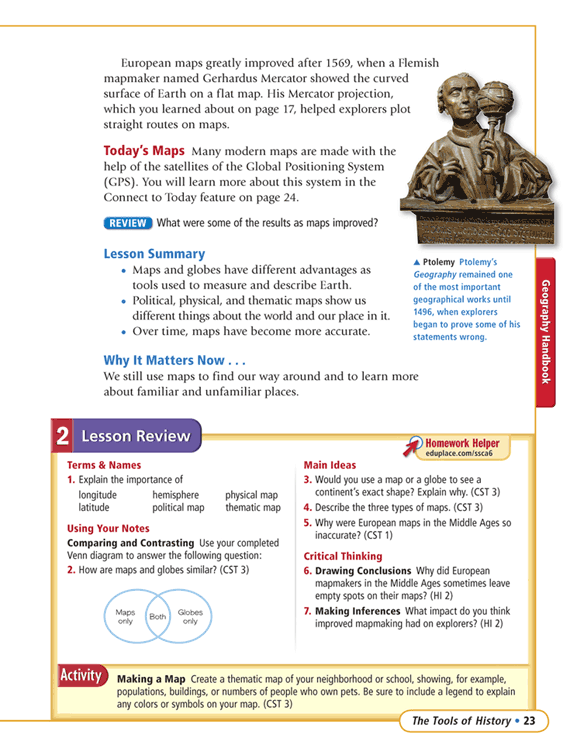 European maps greatly improved after 1569, when a Flemish
mapmaker named Gerhardus Mercator showed the curved
surface of Earth on a flat map. His Mercator projection,
which you learned about on page 17, helped explorers plot
straight routes on maps.
Today's Maps Many modern maps are made with the
help of the satellites of the Global Positioning System
(GPS). You will learn more about this system in the
Connect to Today feature on page 24.
REVIEW What were some of the results as maps improved?
Lesson Summary
• Maps and globes have different advantages as
tools used to measure and describe Earth.
• Political, physical, and thematic maps show us
different things about the world and our place in it.
• Over time, maps have become more accurate.
Why It Matters Now . . .
We still use maps to find our way around and to learn more
about familiar and unfamiliar places.
▲ Ptolemy Ptolemy's
Geography remained one
of the most important
geographical works until
1496, when explorers
began to prove some of his
statements wrong.
Geography Handbook
2 Lesson Review
Homework Helper
eduplace.com/ssca6
Terms & Names
1. Explain the importance of
longitude hemisphere physical map
latitude political map thematic map
Using Your Notes
Comparing and Contrasting Use your completed
Venn diagram to answer the following question:
2. How are maps and globes similar? (CST 3)
Maps only
Both
Globes only
Main Ideas
3. Would you use a map or a globe to see a
continent's exact shape? Explain why. (CST 3)
4. Describe the three types of maps. (CST 3)
5. Why were European maps in the Middle Ages so
inaccurate? (CST 1)
Critical Thinking
6. Drawing Conclusions Why did European
mapmakers in the Middle Ages sometimes leave
empty spots on their maps? (HI 2)
7. Making Inferences What impact do you think
improved mapmaking had on explorers? (HI 2)
Activity
Making a Map Create a thematic map of your neighborhood or school, showing, for example,
populations, buildings, or numbers of people who own pets. Be sure to include a legend to explain
any colors or symbols on your map. (CST 3)
The Tools of History • 23